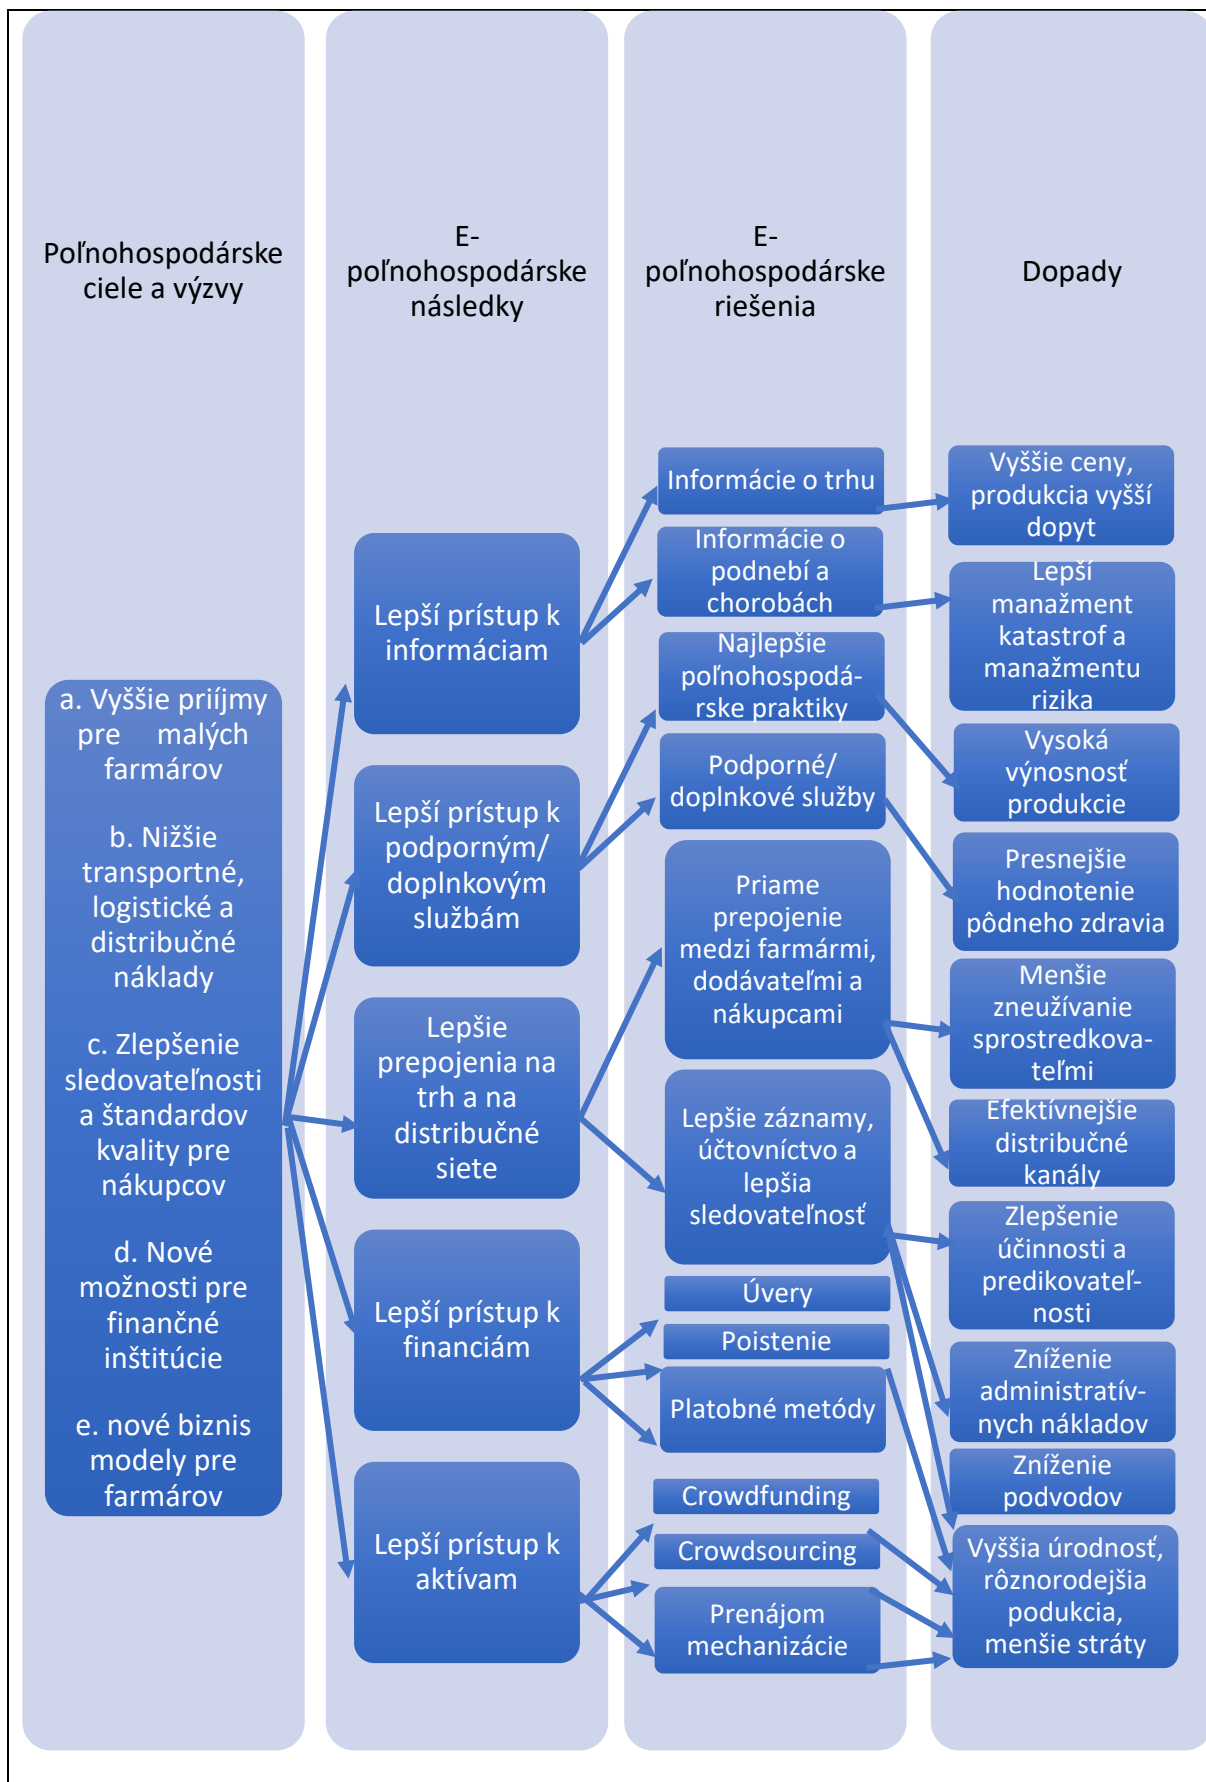 Poľnohospodárske
ciele a výzvy
a. Vyššie priíjmy
pre malých
farmárov
b. Nižšie
transportné,
logistické a
distribučné
náklady
c. Zlepšenie
sledovateľnosti
a štandardov
kvality pre
nákupcov
d. Nové
možnosti pre
finančné
inštitúcie
e. nové biznis
modely pre
farmárov
E-
poľnohospodárske
následky
Lepší prístup k
informáciam
Lepší prístup k
podporným/
doplnkovým
službám
Lepšie
prepojenia na
trh a na
distribučné
siete
Lepší prístup k
financiám
Lepší prístup k
aktívam
E-
poľnohospodárske
riešenia
Informácie o trhu
Informácie o
podnebí a
chorobách
Najlepšie
poľnohospodá-
rske praktiky
Podporné/
doplnkové služby
Priame
prepojenie
medzi farmármi,
dodávateľmi a
nákupcami
Lepšie záznamy,
účtovníctvo a
lepšia
sledovateľnosť
Úvery
Poistenie
Platobné metódy
Crowdfunding
Crowdsourcing
Prenájom
mechanizácie
Dopady
Vyššie ceny,
produkcia vyšší
dopyt
Lepší
manažment
katastrof a
manažmentu
rizika
Vysoká
výnosnosť
produkcie
Presnejšie
hodnotenie
pôdneho zdravia
Menšie
zneužívanie
sprostredkova-
teľmi
Efektívnejšie
distribučné
kanály
Zlepšenie
účinnosti a
predikovateľ-
nosti
Zníženie
administratív-
nych nákladov
Zníženie
podvodov
Vyššia úrodnosť,
rôznorodejšia
podukcia,
menšie stráty